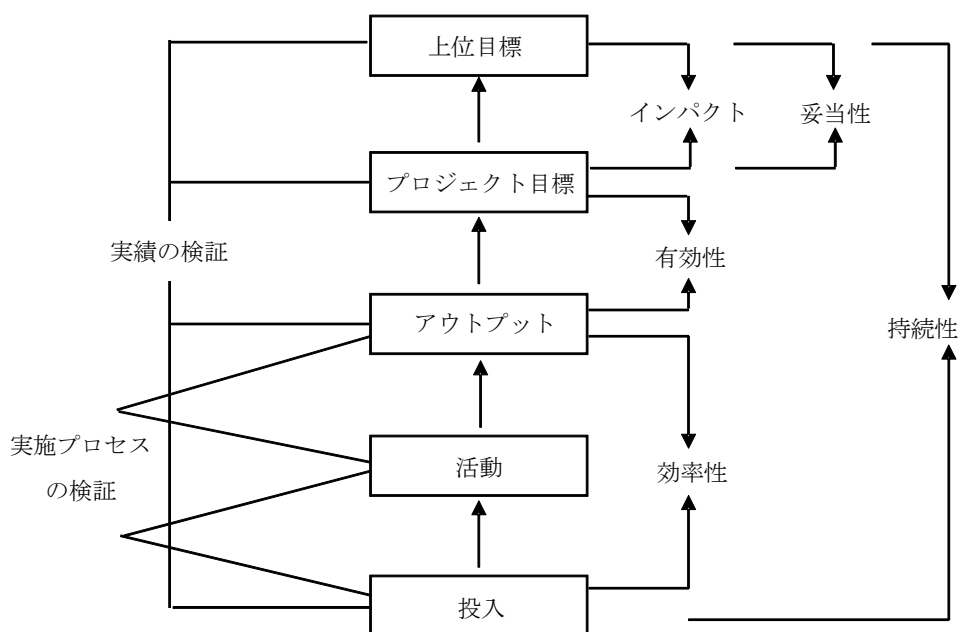 上位目標
インパクト
妥当性
プロジェクト目標
実績の検証
有効性
アウトプット
持続性
実施プロセス
の検証
活動
効率性
投入